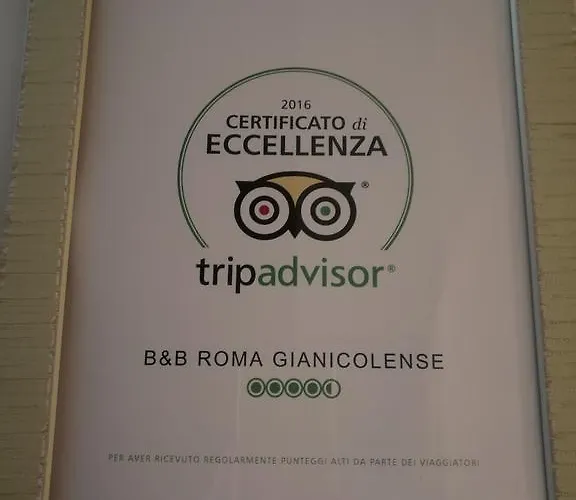 2016
CERTIFICATO di
ECCELLENZA
®
tripadvisor®
B&B ROMA GIANICOLENSE
PER AVER RICEVUTO REGOLARMENTE PUNTEGGI ALTI DA PARTE DEI VIAGGIATORI